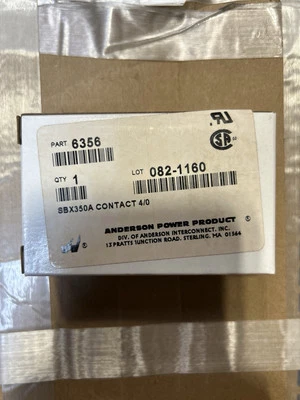 PART 6356
QTY 1
LOT 082-1160
SBX350A CONTACT 4/0
ANDERSON POWER PRODUCT ®
DIV. OF ANDERSON INTERCONNECT, INC.
13 PRATTS JUNCTION ROAD, STERLING, MA 01564